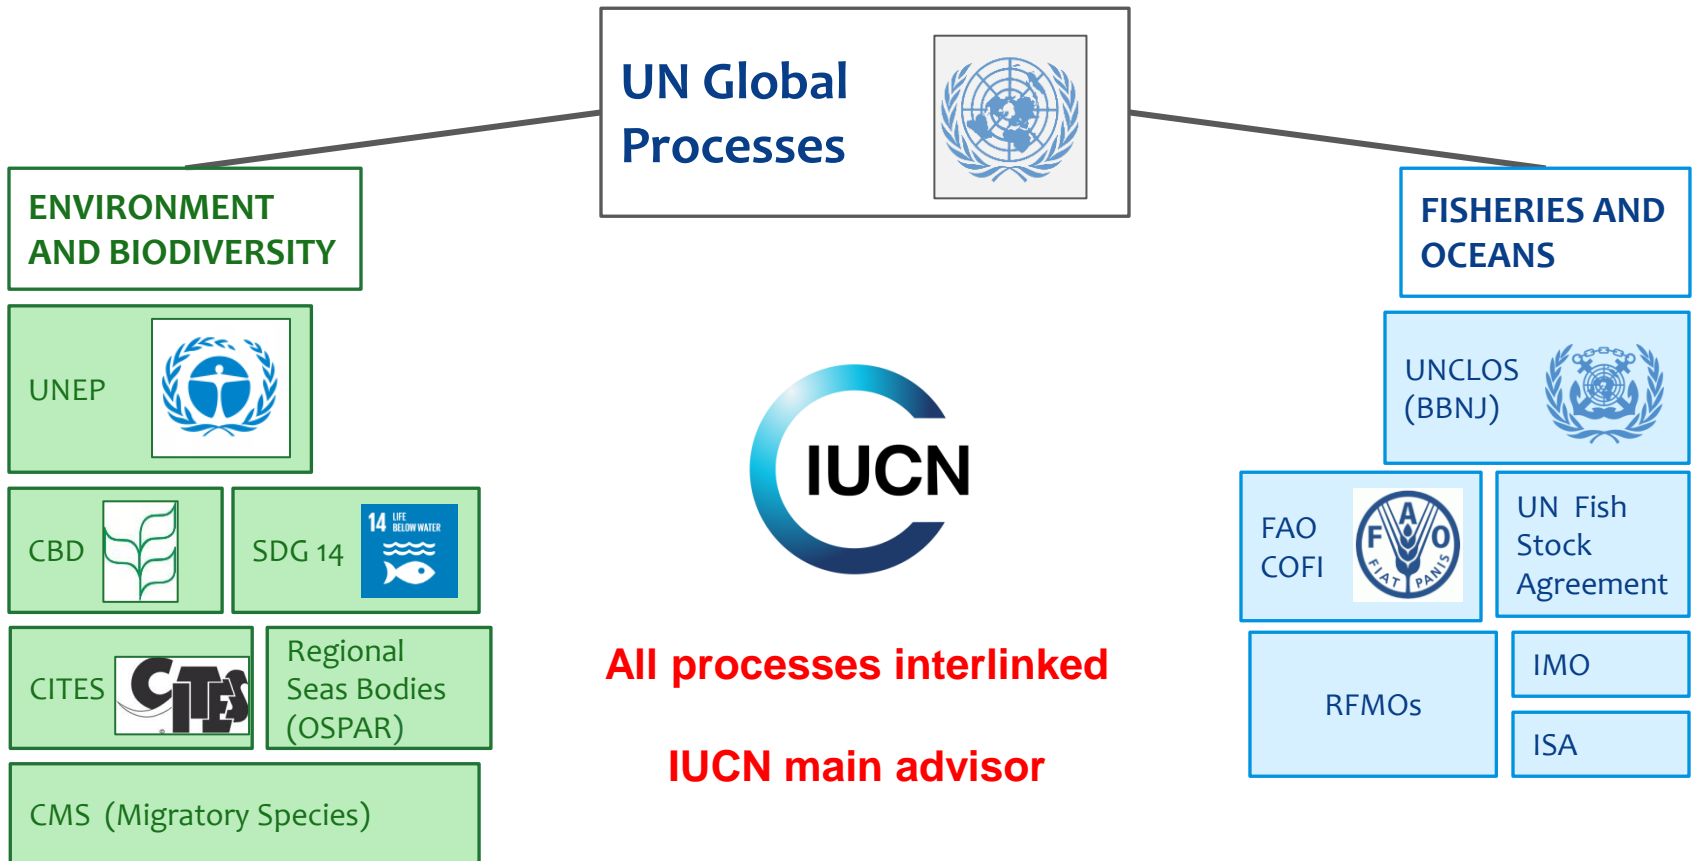 UN Global
Processes
ENVIRONMENT
AND BIODIVERSITY
UNEP
CBD
SDG 14
14 LIFE
BELOW WATER
CITES
CITES
®
Regional
Seas Bodies
(OSPAR)
CMS (Migratory Species)
IUCN
All processes interlinked
IUCN main advisor
FISHERIES AND
OCEANS
UNCLOS
(BBNJ)
FAO
COFI
F A O
FIAT PANIS
UN Fish
Stock
Agreement
RFMOs
IMO
ISA